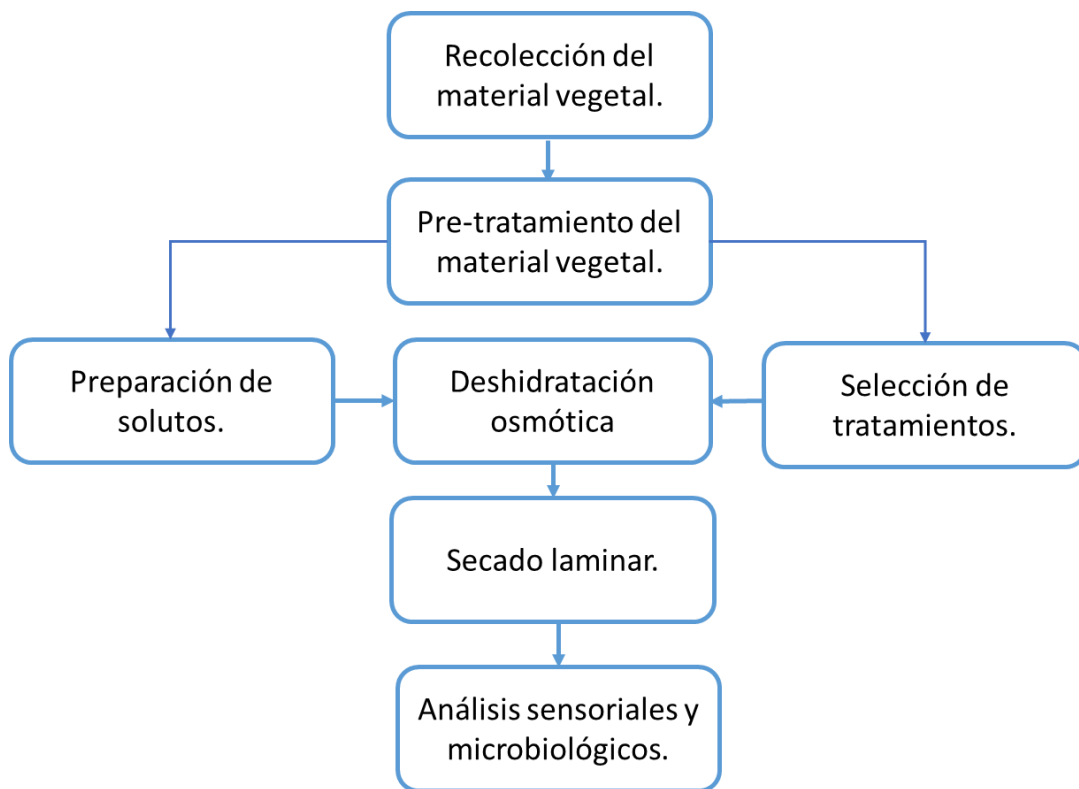 Recolección del
material vegetal.
Pre-tratamiento del
material vegetal.
Preparación de
solutos.
Deshidratación
osmótica
Selección de
tratamientos.
Secado laminar.
Análisis sensoriales y
microbiológicos.